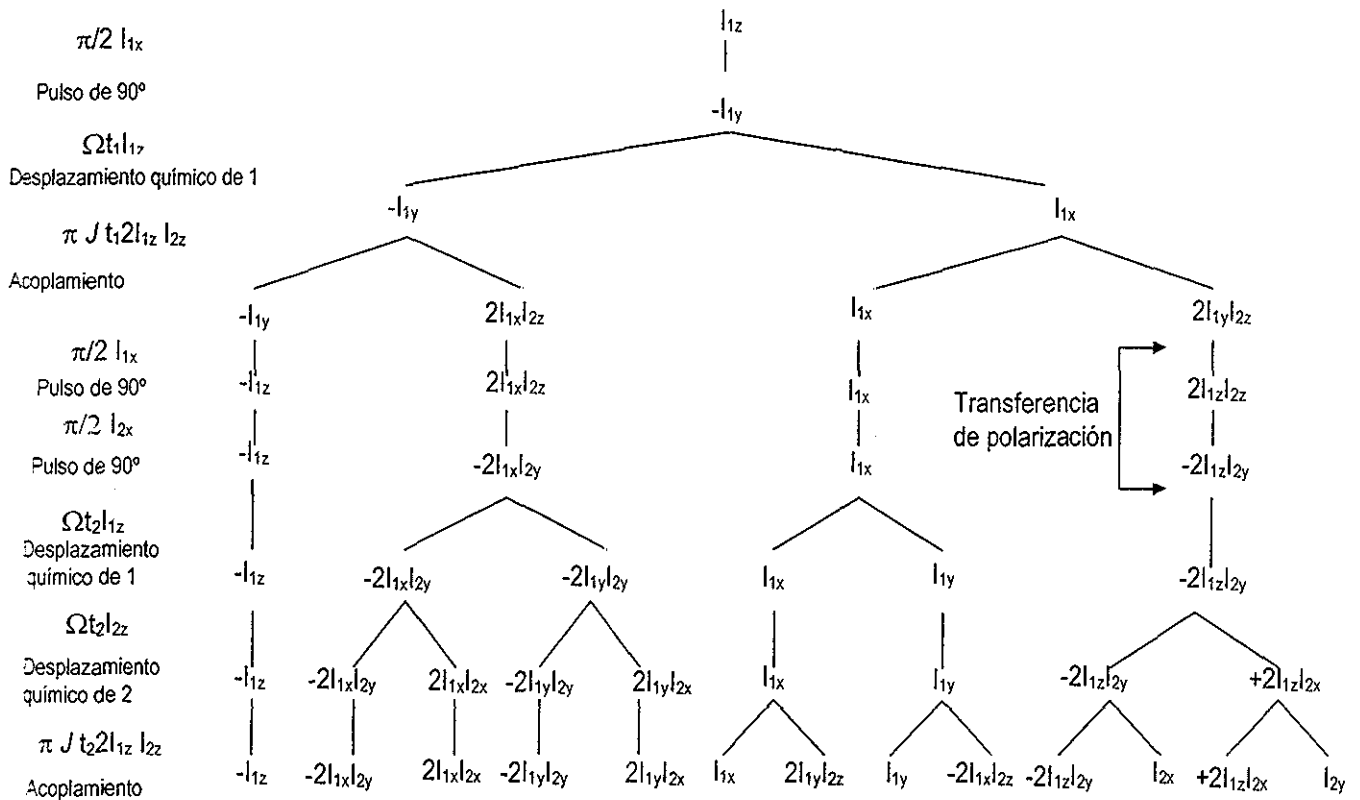 I1z
π/2 I1x
Pulso de 90º
-I1y
Ωt1I1z
Desplazamiento químico de 1
-I1y I1x
π J t12I1z I2z
Acoplamiento
-I1y 2I1xI2z I1x 2I1yI2z
π/2 I1x
Pulso de 90º
-I1z 2I1xI2z I1x 2I1zI2z
Transferencia
de polarización
π/2 I2x
Pulso de 90º
-I1z -2I1xI2y I1x -2I1zI2y
Ωt2I1z
Desplazamiento
químico de 1
-I1z -2I1xI2y -2I1yI2y I1x I1y -2I1zI2y
Ωt2I2z
Desplazamiento
químico de 2
-I1z -2I1xI2y 2I1xI2x -2I1yI2y 2I1yI2x I1x I1y -2I1zI2y +2I1zI2x
π J t22I1z I2z
Acoplamiento
-I1z -2I1xI2y 2I1xI2x -2I1yI2y 2I1yI2x I1x 2I1yI2z I1y -2I1xI2z -2I1zI2y I2x +2I1zI2x I2y